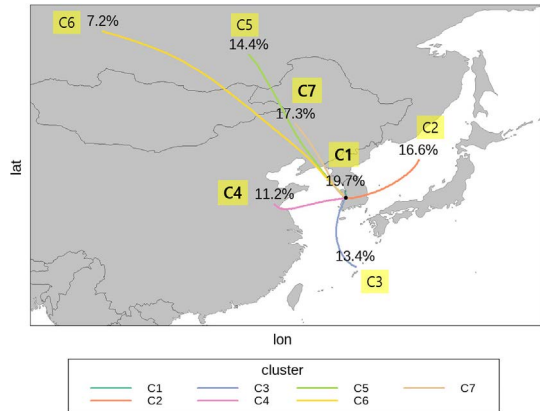 C6 7.2%
C5
14.4%
C7
17.3%
C2
16.6%
C1
19.7%
C4 11.2%
13.4%
C3
lat
lon
cluster
C1 C3 C5 C7
C2 C4 C6